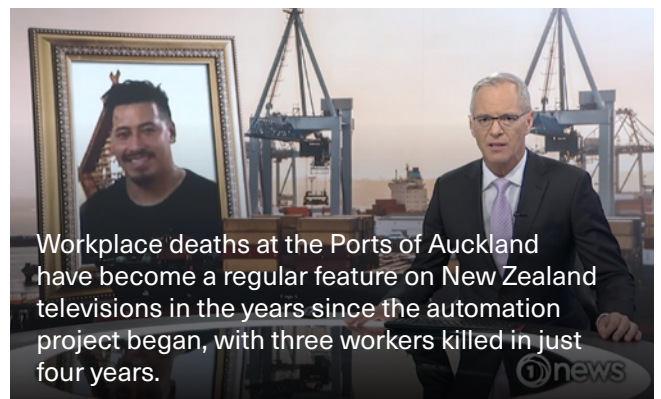 Workplace deaths at the Ports of Auckland
have become a regular feature on New Zealand
televisions in the years since the automation
project began, with three workers killed in just
four years.
1news